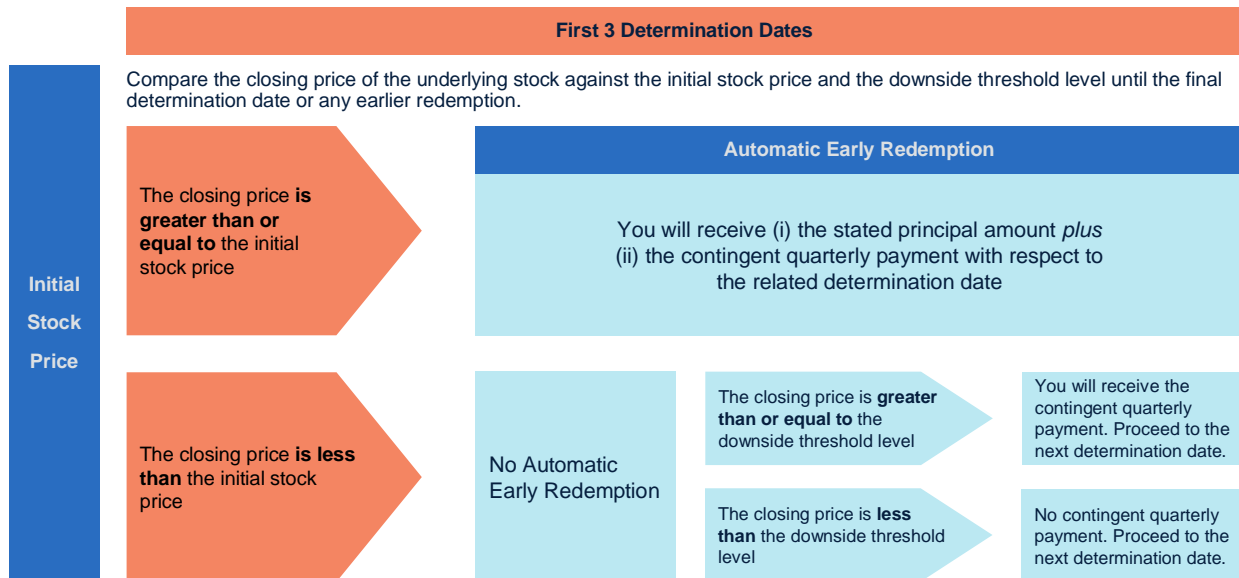 First 3 Determination Dates
Compare the closing price of the underlying stock against the initial stock price and the downside threshold level until the final
determination date or any earlier redemption.
Initial
Stock
Price
The closing price is
greater than or
equal to the initial
stock price
Automatic Early Redemption
You will receive (i) the stated principal amount plus
(ii) the contingent quarterly payment with respect to
the related determination date
The closing price is less
than the initial stock
price
No Automatic
Early Redemption
The closing price is greater
than or equal to the
downside threshold level
You will receive the
contingent quarterly
payment. Proceed to the
next determination date.
The closing price is less
than the downside threshold
level
No contingent quarterly
payment. Proceed to the
next determination date.